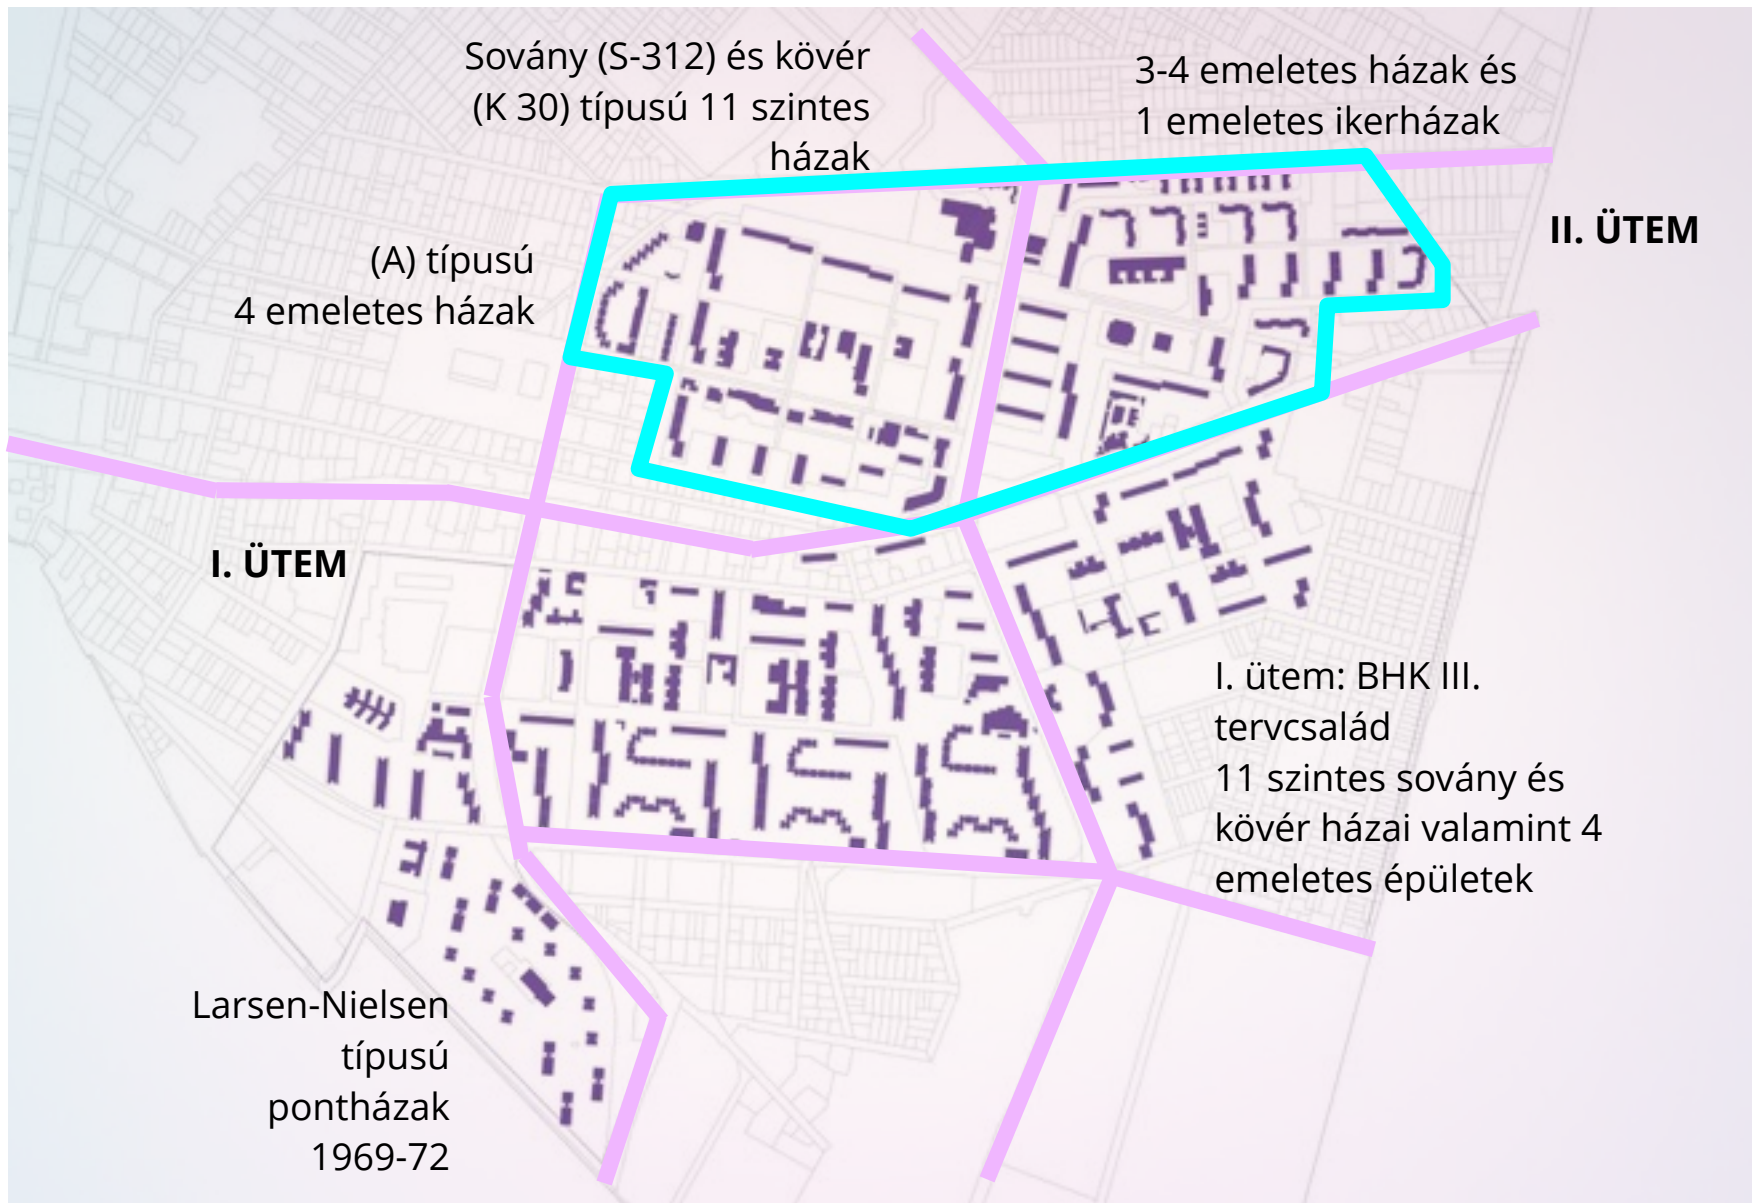 Sovány (S-312) és kövér
(K 30) típusú 11 szintes
házak
3-4 emeletes házak és
1 emeletes ikerházak
II. ÜTEM
(A) típusú
4 emeletes házak
I. ÜTEM
I. ütem: BHK III.
tervcsalád
11 szintes sovány és
kövér házai valamint 4
emeletes épületek
Larsen-Nielsen
típusú
pontházak
1969-72